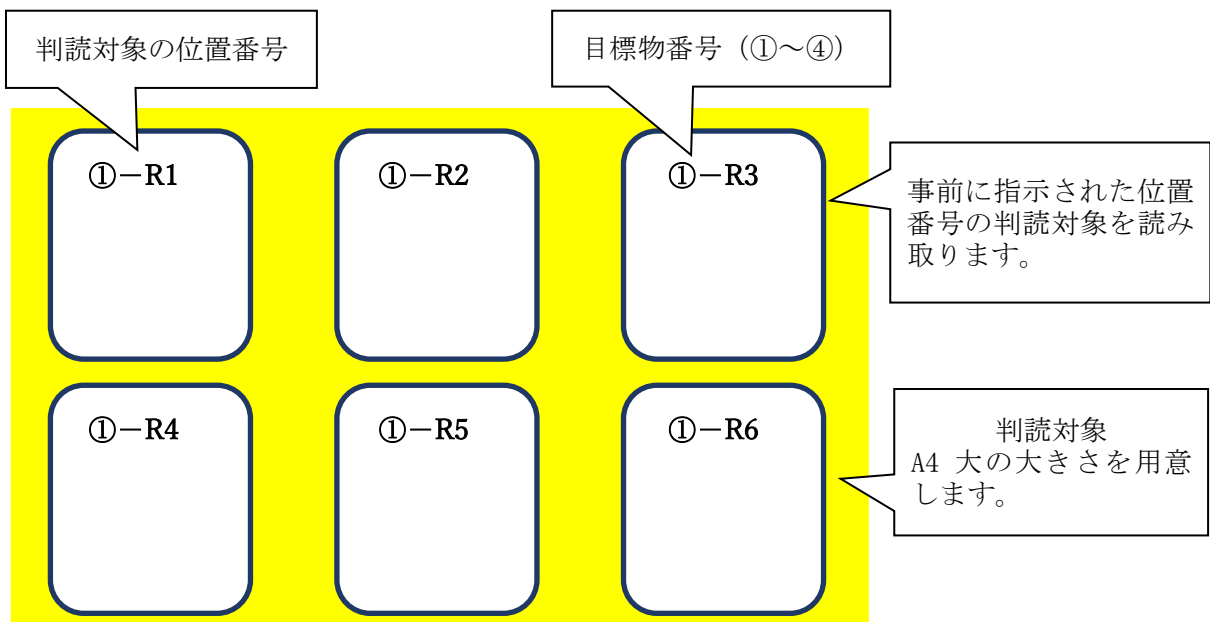 判読対象の位置番号
目標物番号（①～④）
①－R1
①－R2
①－R3
事前に指示された位置
番号の判読対象を読み
取ります。
①－R4
①－R5
①－R6
判読対象
A4 大の大きさを用意
します。